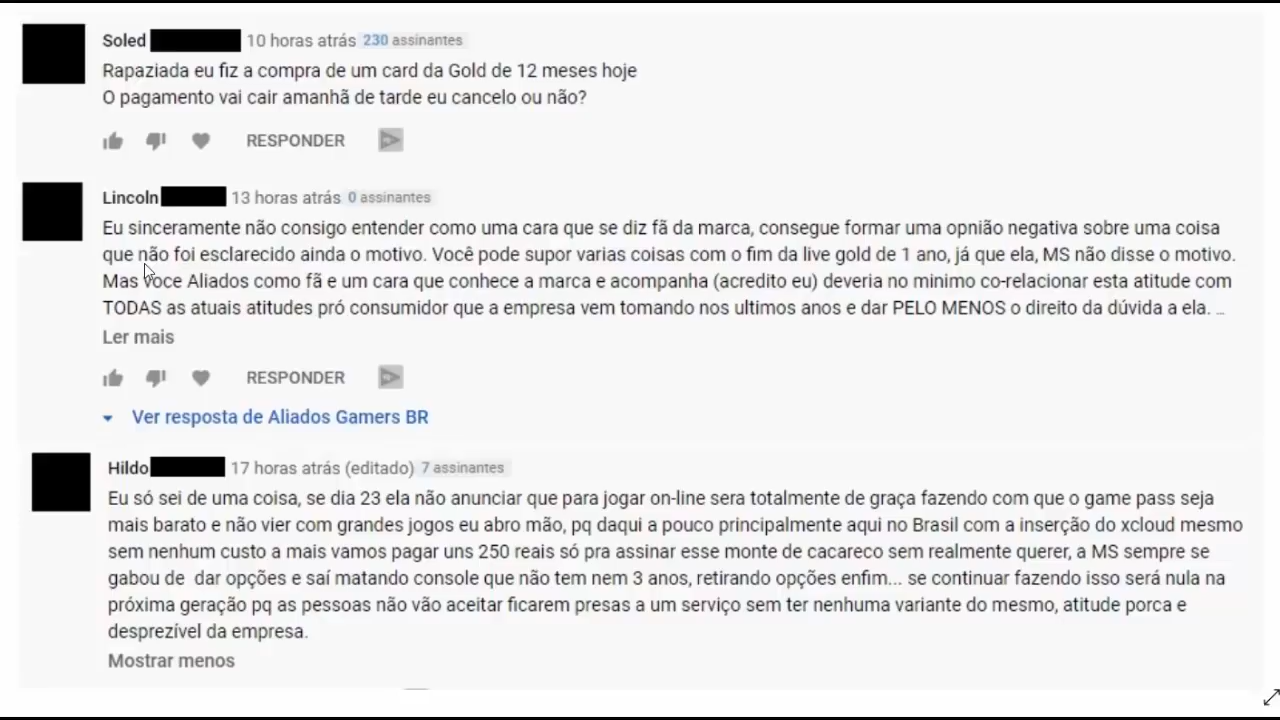 Soled 10 horas atrás 230 assinantes
Rapaziada eu fiz a compra de um card da Gold de 12 meses hoje
O pagamento vai cair amanhã de tarde eu cancelo ou não?
RESPONDER
Lincoln 13 horas atrás 0 assinantes
Eu sinceramente não consigo entender como uma cara que se diz fã da marca, consegue formar uma opnião negativa sobre uma coisa
que não foi esclarecido ainda o motivo. Você pode supor varias coisas com o fim da live gold de 1 ano, já que ela, MS não disse o motivo.
Mas voce Aliados como fã e um cara que conhece a marca e acompanha (acredito eu) deveria no minimo co-relacionar esta atitude com
TODAS as atuais atitudes pró consumidor que a empresa vem tomando nos ultimos anos e dar PELO MENOS o direito da dúvida a ela. ...
Ler mais
RESPONDER
Ver resposta de Aliados Gamers BR
Hildo 17 horas atrás (editado) 7 assinantes
Eu só sei de uma coisa, se dia 23 ela não anunciar que para jogar on-line sera totalmente de graça fazendo com que o game pass seja
mais barato e não vier com grandes jogos eu abro mão, pq daqui a pouco principalmente aqui no Brasil com a inserção do xcloud mesmo
sem nenhum custo a mais vamos pagar uns 250 reais só pra assinar esse monte de cacareco sem realmente querer, a MS sempre se
gabou de  dar opções e saí matando console que não tem nem 3 anos, retirando opções enfim... se continuar fazendo isso será nula na
próxima geração pq as pessoas não vão aceitar ficarem presas a um serviço sem ter nenhuma variante do mesmo, atitude porca e
desprezível da empresa.
Mostrar menos